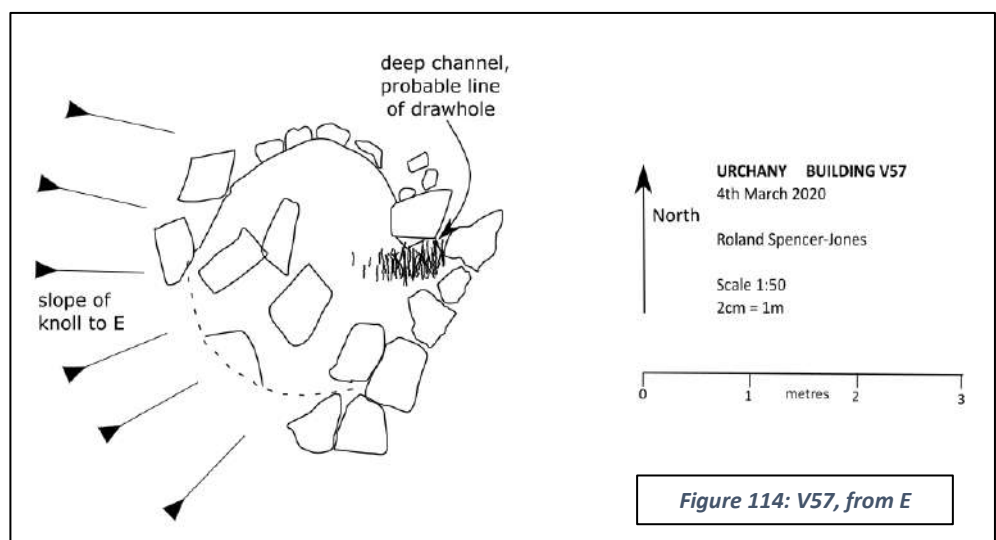 deep channel,
probable line
of drawhole
slope of
knoll to E
North
URCHANY BUILDING V57
4th March 2020
Roland Spencer-Jones
Scale 1:50
2cm = 1m
0 1 metres 2 3
Figure 114: V57, from E